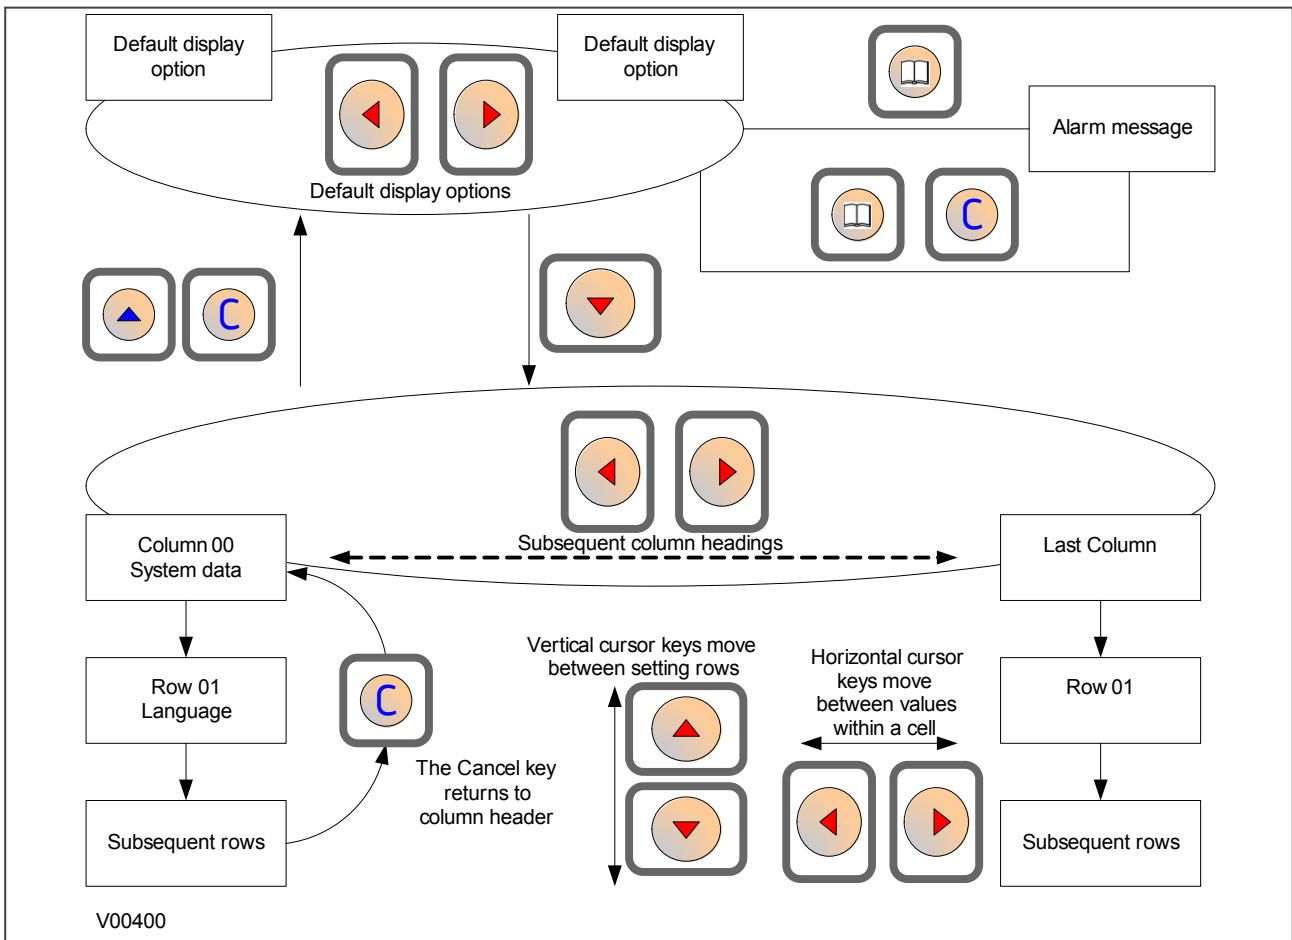 Default display
option
Default display
option
Alarm message
Default display options
C
C
Subsequent column headings
Column 00
System data
Last Column
Vertical cursor keys move
between setting rows
Horizontal cursor
keys move
between values
within a cell
Row 01
Language
C
Row 01
The Cancel key
returns to
column header
Subsequent rows
Subsequent rows
V00400